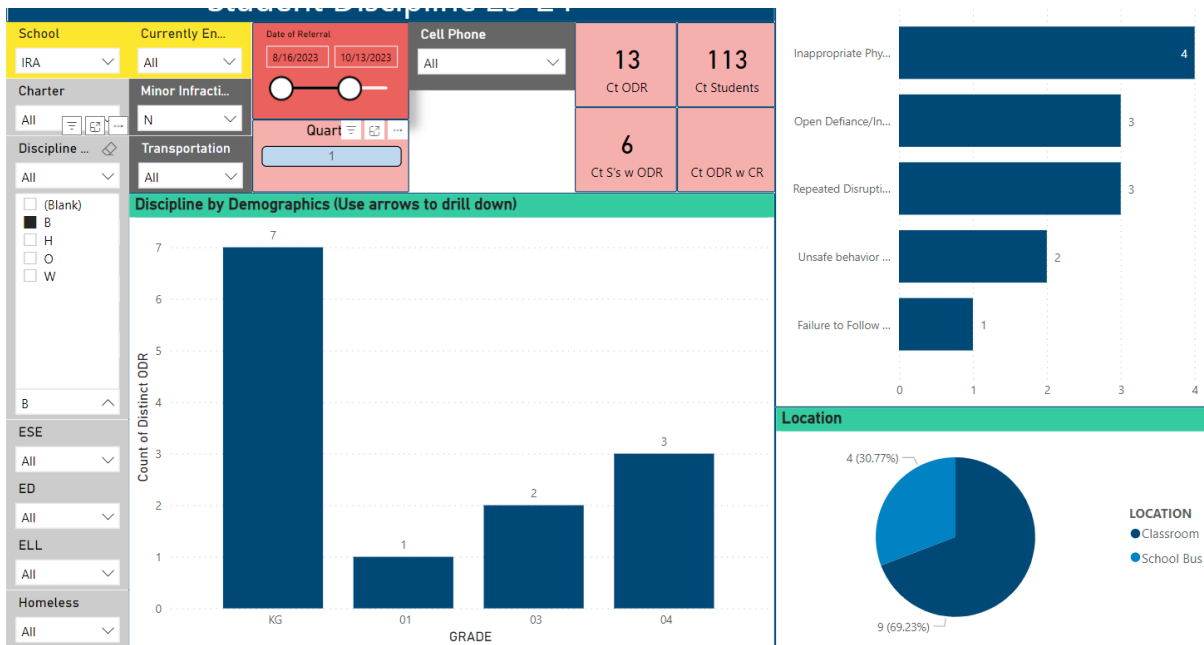 Student Discipline 23-24
School
Currently En...
IRA
All
Charter
Minor Infracti...
All
N
Discipline ...
Transportation
All
All
(Blank)
B
H
O
W
B
ESE
All
ED
All
ELL
All
Homeless
All
Date of Referral
8/16/2023
10/13/2023
Quart
1
Cell Phone
All
13
Ct ODR
113
Ct Students
6
Ct S's w ODR
Ct ODR w CR
Discipline by Demographics (Use arrows to drill down)
Count of Distinct ODR
7
6
5
4
3
2
1
0
7
1
2
3
KG
01
03
04
GRADE
Inappropriate Phy...
4
Open Defiance/In...
3
Repeated Disrupti...
3
Unsafe behavior ...
2
Failure to Follow ...
1
0
1
2
3
4
Location
4 (30.77%)
9 (69.23%)
LOCATION
Classroom
School Bus